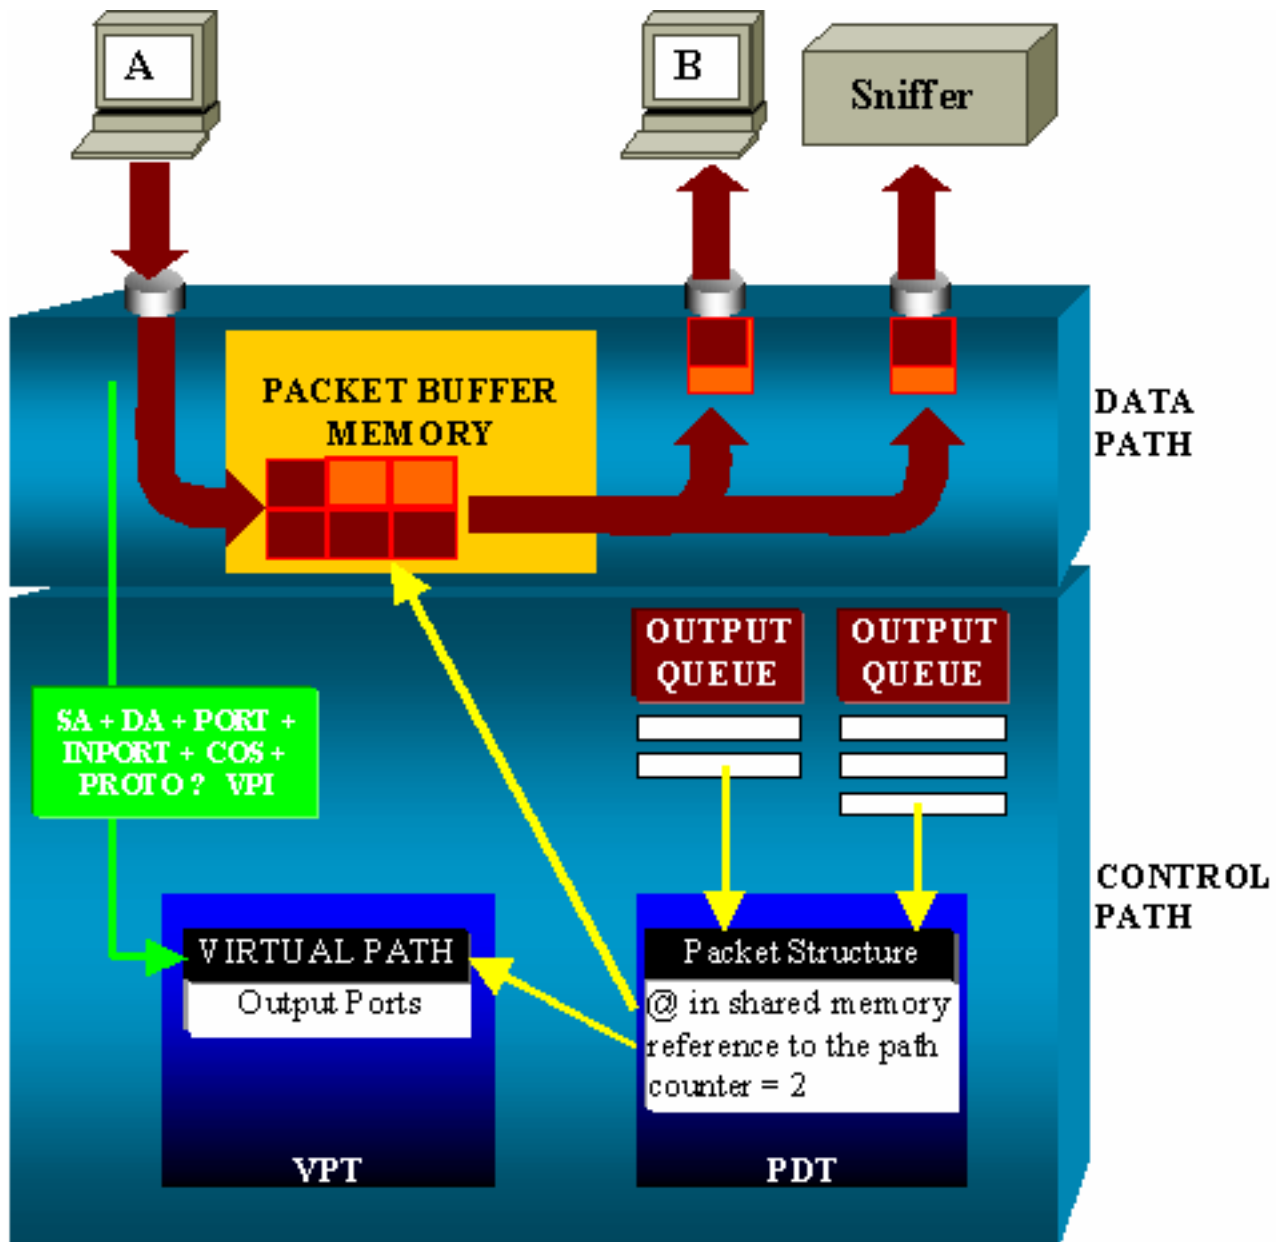 A
B
Sniffer
PACKET BUFFER
MEMORY
DATA
PATH
OUTPUT
QUEUE
OUTPUT
QUEUE
SA + DA + PORT +
INPORT + COS +
PROTO ? VPI
CONTROL
PATH
VIRTUAL PATH
Output Ports
VPT
Packet Structure
@ in shared memory
reference to the path
counter = 2
PDT